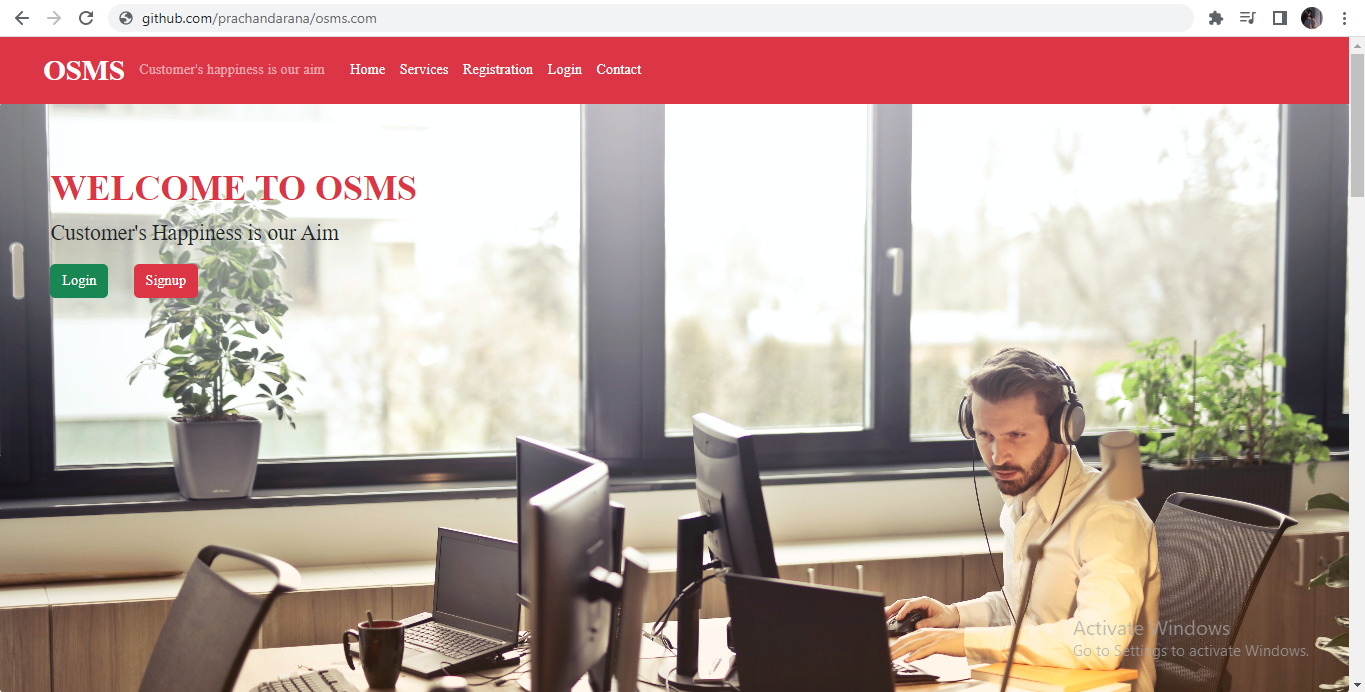 github.com/prachandarana/osms.com
OSMS Customer's happiness is our aim Home Services Registration Login Contact
WELCOME TO OSMS
Customer's Happiness is our Aim
Login Signup
Activate Windows
Go to Settings to activate Windows.